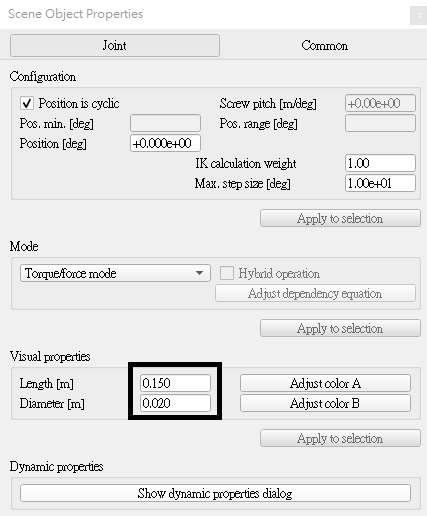 Scene Object Properties
x
Joint Common
Configuration
Position is cyclic Screw pitch [m/deg] +0.00e+00
Pos. min. [deg] Pos. range [deg]
Position [deg] +0.000e+00
IK calculation weight 1.00
Max. step size [deg] 1.00e+01
Apply to selection
Mode
Torque/force mode Hybrid operation
Adjust dependency equation
Apply to selection
Visual properties
Length [m] 0.150 Adjust color A
Diameter [m] 0.020 Adjust color B
Apply to selection
Dynamic properties
Show dynamic properties dialog